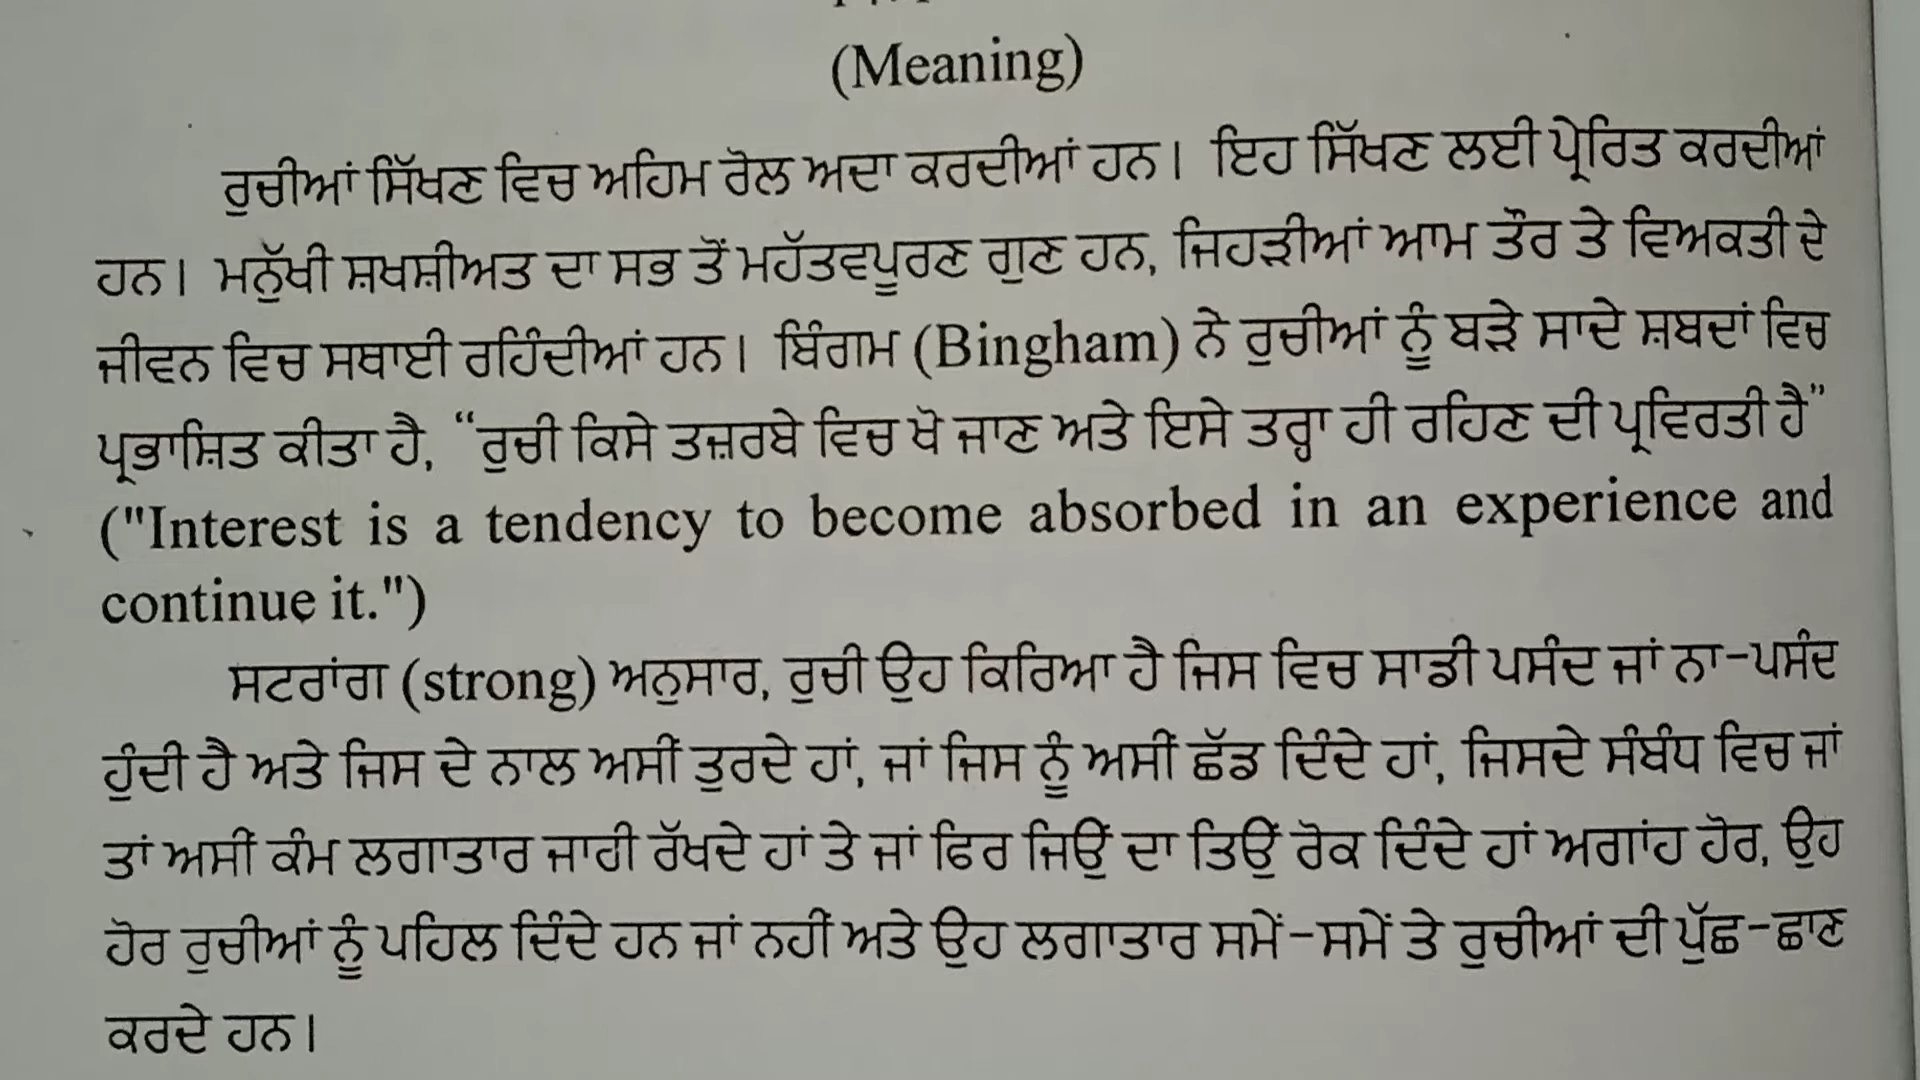 (Meaning)
ਰੁਚੀਆਂ ਸਿੱਖਣ ਵਿਚ ਅਹਿਮ ਰੋਲ ਅਦਾ ਕਰਦੀਆਂ ਹਨ। ਇਹ ਸਿੱਖਣ ਲਈ ਪ੍ਰੇਰਿਤ ਕਰਦੀਆਂ
ਹਨ। ਮਨੁੱਖੀ ਸ਼ਖਸ਼ੀਅਤ ਦਾ ਸਭ ਤੋਂ ਮਹੱਤਵਪੂਰਣ ਗੁਣ ਹਨ, ਜਿਹੜੀਆਂ ਆਮ ਤੌਰ ਤੇ ਵਿਅਕਤੀ ਦੇ
ਜੀਵਨ ਵਿਚ ਸਥਾਈ ਰਹਿੰਦੀਆਂ ਹਨ। ਬਿੰਗਮ (Bingham) ਨੇ ਰੁਚੀਆਂ ਨੂੰ ਬੜੇ ਸਾਦੇ ਸ਼ਬਦਾਂ ਵਿਚ
ਪ੍ਰਭਾਸ਼ਿਤ ਕੀਤਾ ਹੈ, “ਰੁਚੀ ਕਿਸੇ ਤਜ਼ਰਬੇ ਵਿਚ ਖੋ ਜਾਣ ਅਤੇ ਇਸੇ ਤਰ੍ਹਾ ਹੀ ਰਹਿਣ ਦੀ ਪ੍ਰਵਿਰਤੀ ਹੈ”
("Interest is a tendency to become absorbed in an experience and
continue it.")
ਸਟਰਾਂਗ (strong) ਅਨੁਸਾਰ, ਰੁਚੀ ਉਹ ਕਿਰਿਆ ਹੈ ਜਿਸ ਵਿਚ ਸਾਡੀ ਪਸੰਦ ਜਾਂ ਨਾ-ਪਸੰਦ
ਹੁੰਦੀ ਹੈ ਅਤੇ ਜਿਸ ਦੇ ਨਾਲ ਅਸੀਂ ਤੁਰਦੇ ਹਾਂ, ਜਾਂ ਜਿਸ ਨੂੰ ਅਸੀਂ ਛੱਡ ਦਿੰਦੇ ਹਾਂ, ਜਿਸਦੇ ਸੰਬੰਧ ਵਿਚ ਜਾਂ
ਤਾਂ ਅਸੀਂ ਕੰਮ ਲਗਾਤਾਰ ਜਾਰੀ ਰੱਖਦੇ ਹਾਂ ਤੇ ਜਾਂ ਫਿਰ ਜਿਉਂ ਦਾ ਤਿਉਂ ਰੋਕ ਦਿੰਦੇ ਹਾਂ ਅਗਾਂਹ ਹੋਰ, ਉਹ
ਹੋਰ ਰੁਚੀਆਂ ਨੂੰ ਪਹਿਲ ਦਿੰਦੇ ਹਨ ਜਾਂ ਨਹੀਂ ਅਤੇ ਉਹ ਲਗਾਤਾਰ ਸਮੇਂ-ਸਮੇਂ ਤੇ ਰੁਚੀਆਂ ਦੀ ਪੁੱਛ-ਛਾਣ
ਕਰਦੇ ਹਨ।